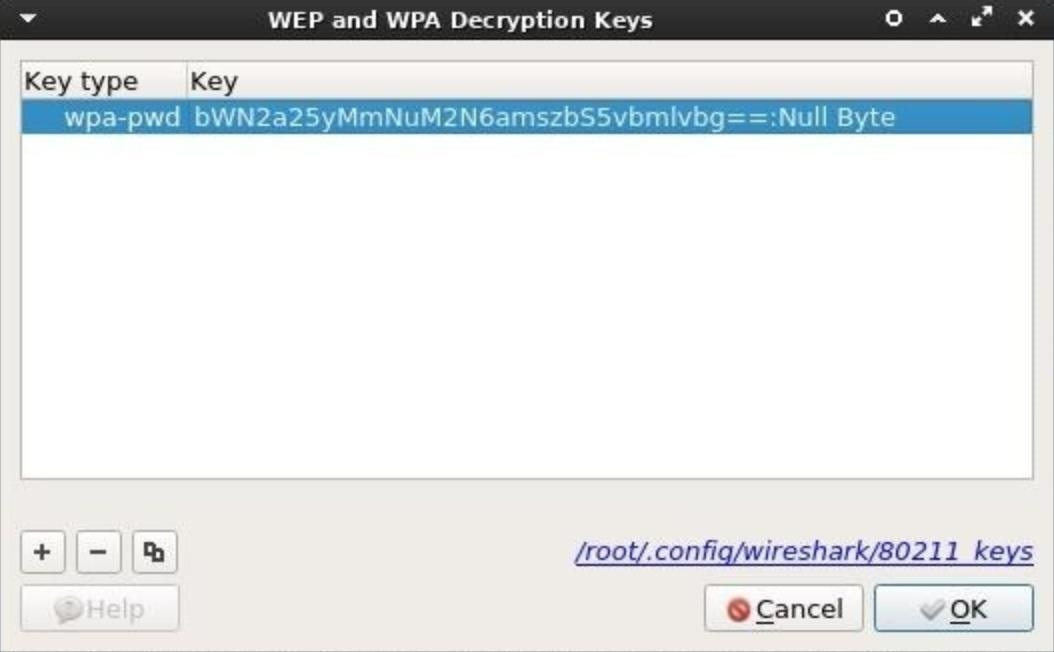 WEP and WPA Decryption Keys
Key type Key
wpa-pwd bWN2a25yMmNuM2N6amszbS5vbmlvbg==:Null Byte
/root/.config/wireshark/80211_keys
Help
Cancel
OK